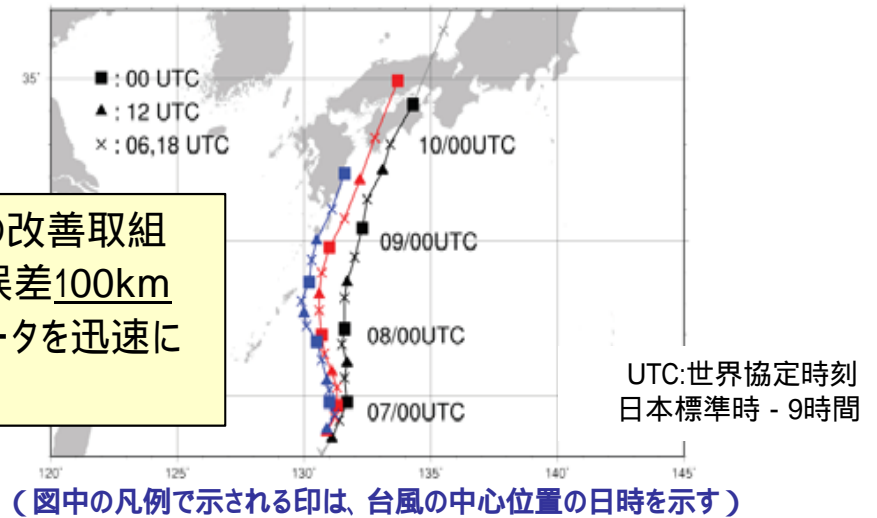 35°
■ : 00 UTC
▲ : 12 UTC
× : 06,18 UTC
10/00UTC
の改善取組
誤差100km
ータを迅速に
09/00UTC
08/00UTC
07/00UTC
UTC:世界協定時刻
日本標準時 - 9時間
120° 125° 130° 135° 140° 145°
(図中の凡例で示される印は、台風の中心位置の日時を示す)